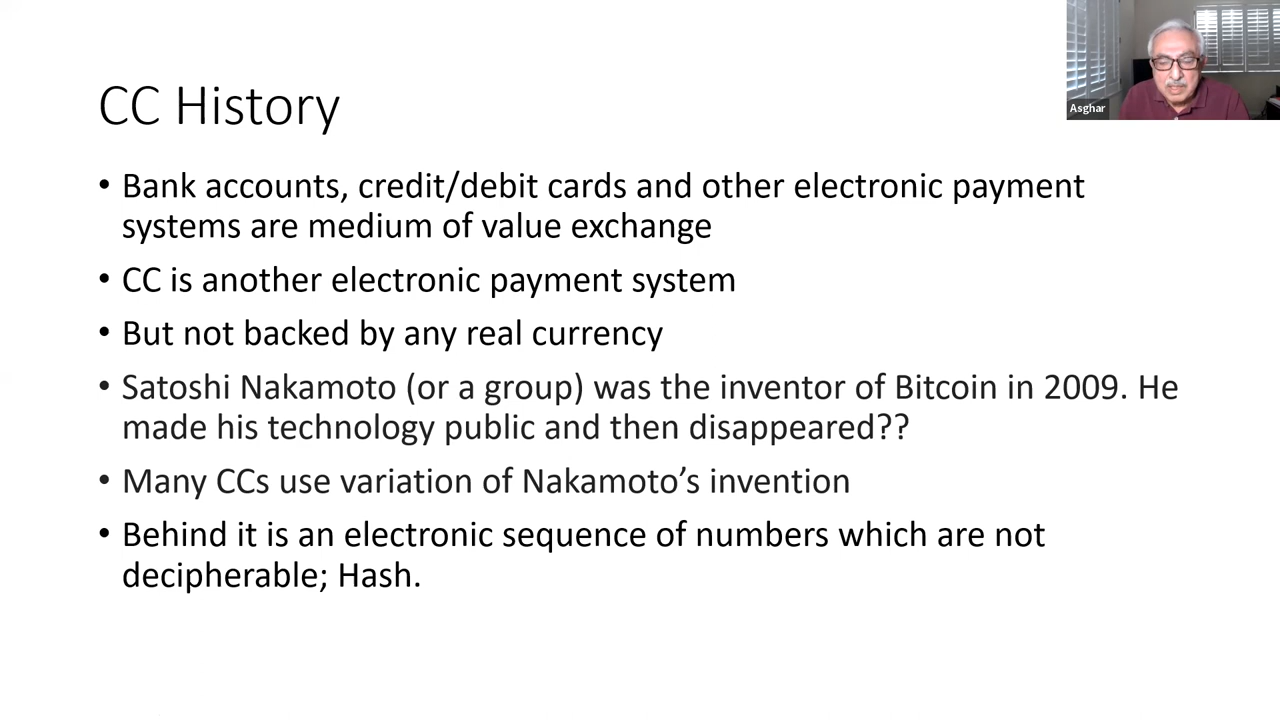 CC History
Asghar
• Bank accounts, credit/debit cards and other electronic payment
systems are medium of value exchange
• CC is another electronic payment system
• But not backed by any real currency
• Satoshi Nakamoto (or a group) was the inventor of Bitcoin in 2009. He
made his technology public and then disappeared??
• Many CCs use variation of Nakamoto’s invention
• Behind it is an electronic sequence of numbers which are not
decipherable; Hash.